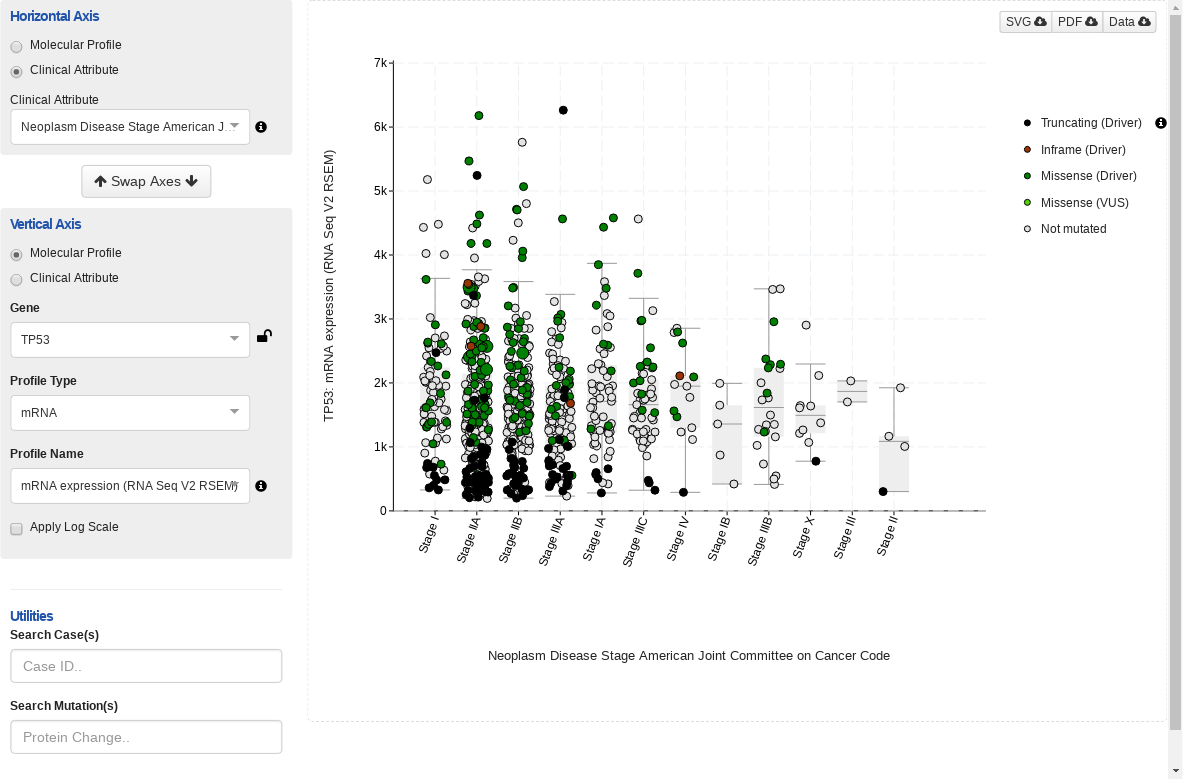 Horizontal Axis
Molecular Profile
Clinical Attribute
Clinical Attribute
Neoplasm Disease Stage American J...
Swap Axes
Vertical Axis
Molecular Profile
Clinical Attribute
Gene
TP53
Profile Type
mRNA
Profile Name
mRNA expression (RNA Seq V2 RSEM)
Apply Log Scale
Utilities
Search Case(s)
Case ID..
Search Mutation(s)
Protein Change..
SVG
PDF
Data
TP53: mRNA expression (RNA Seq V2 RSEM)
7k
6k
5k
4k
3k
2k
1k
0
Stage I
Stage IIA
Stage IIB
Stage IIIA
Stage IA
Stage IIIC
Stage IV
Stage IB
Stage IIIB
Stage X
Stage III
Stage II
Neoplasm Disease Stage American Joint Committee on Cancer Code
Truncating (Driver)
Inframe (Driver)
Missense (Driver)
Missense (VUS)
Not mutated